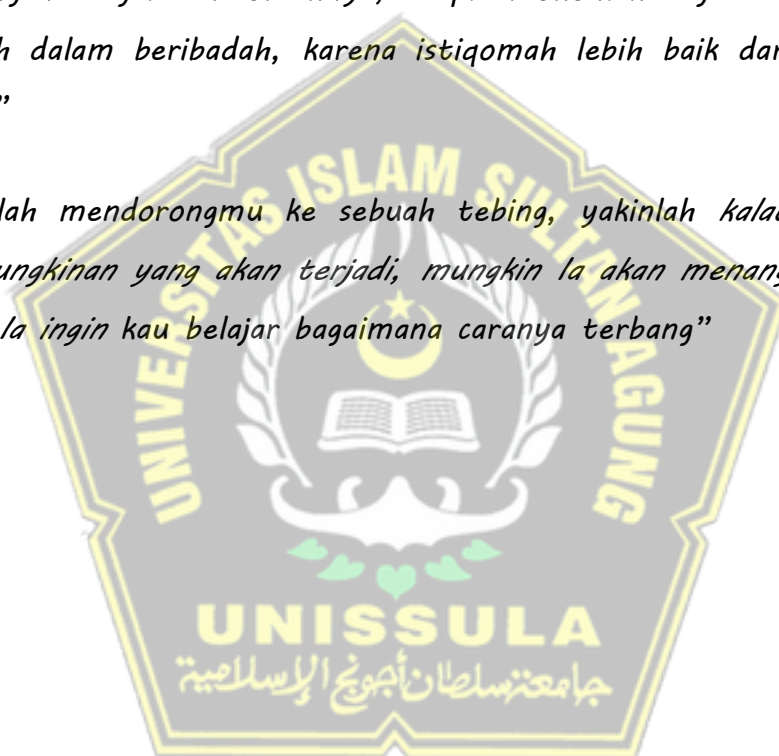 h dalam beribadah, karena istiqomah lebih baik dar
”
lah mendorongmu ke sebuah tebing, yakinlah kala
ungkinan yang akan terjadi, mungkin Ia akan menang
Ia ingin kau belajar bagaimana caranya terbang”
UNIVERSITAS ISLAM SULTAN AGUNG
UNISSULA
جامعة سلطان أجونج الإسلامية